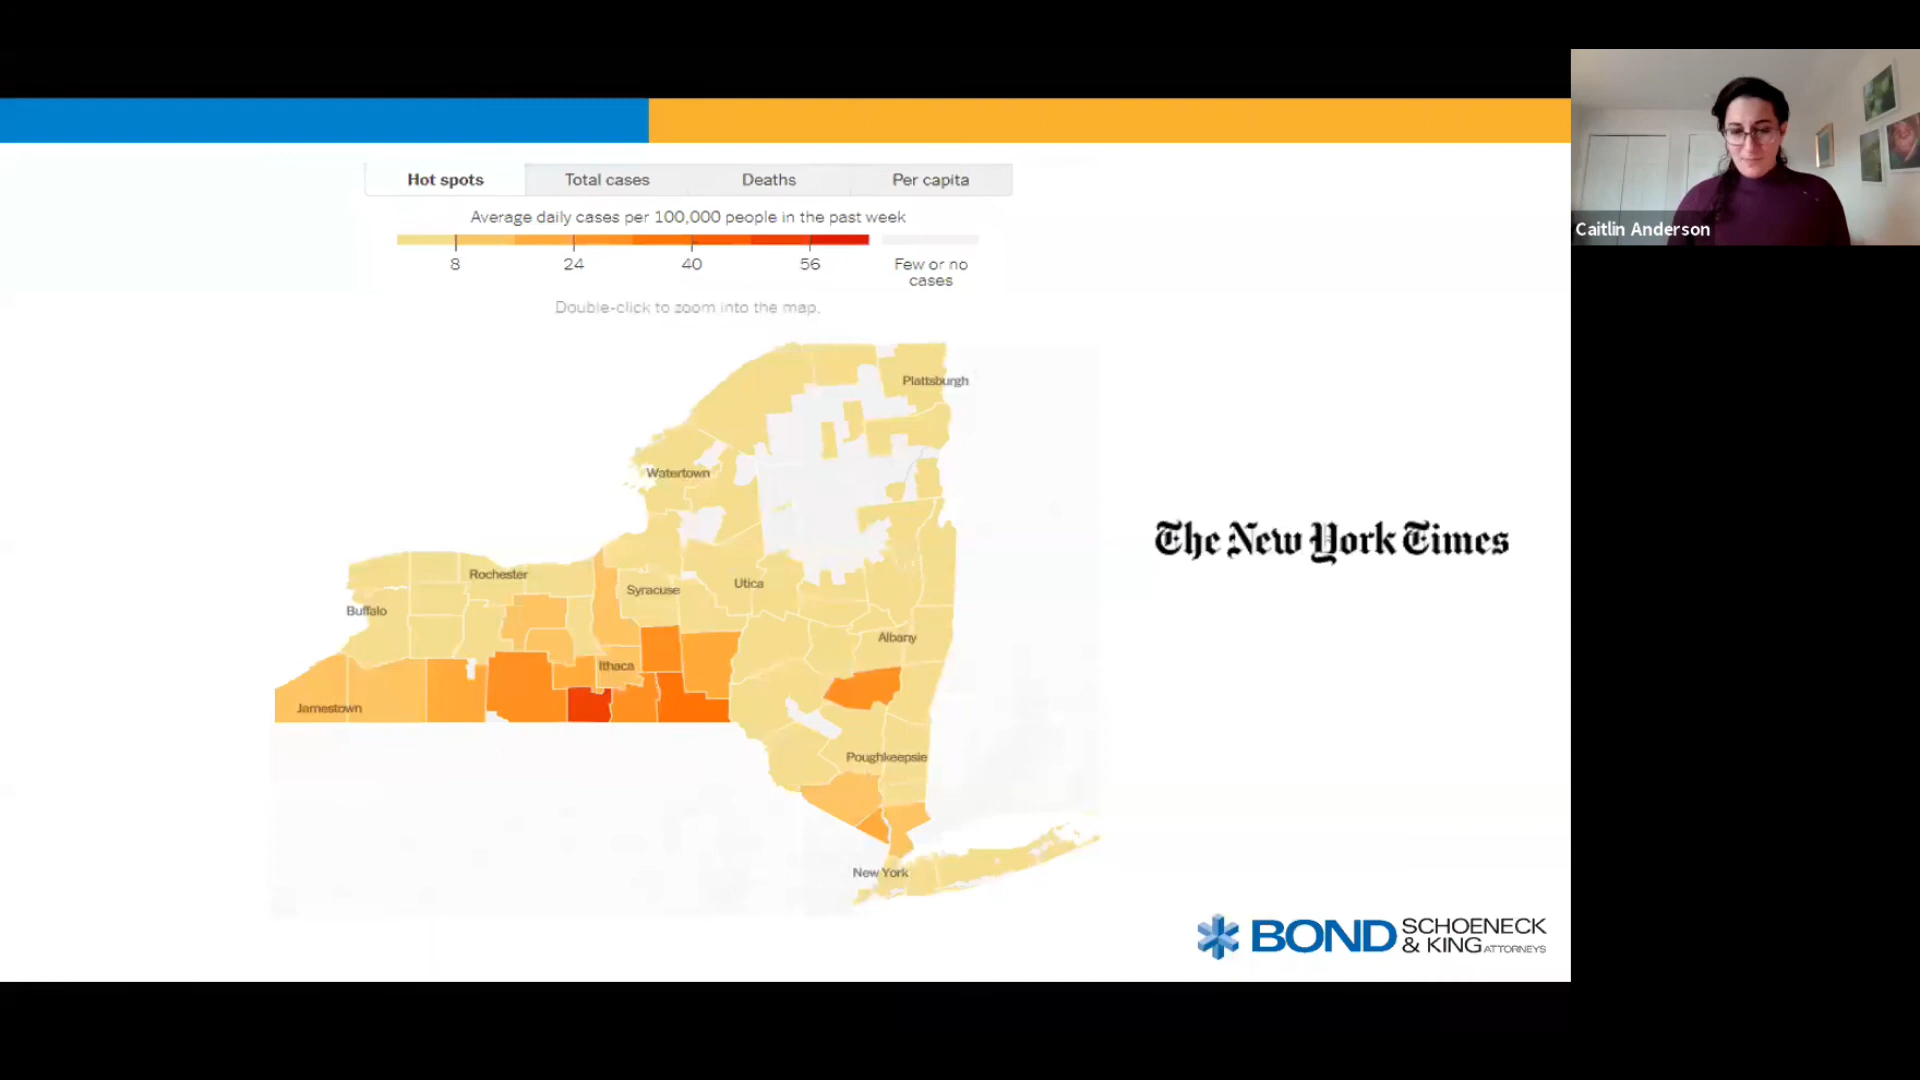 Hot spots
Total cases
Deaths
Per capita
Average daily cases per 100,000 people in the past week
8
24
40
56
Few or no
cases
Double-click to zoom into the map.
Plattsburgh
Watertown
Rochester
Syracuse
Utica
Buffalo
Albany
Ithaca
Jamestown
Poughkeepsie
New York
The New York Times
BOND SCHOENECK
& KING ATTORNEYS
Caitlin Anderson